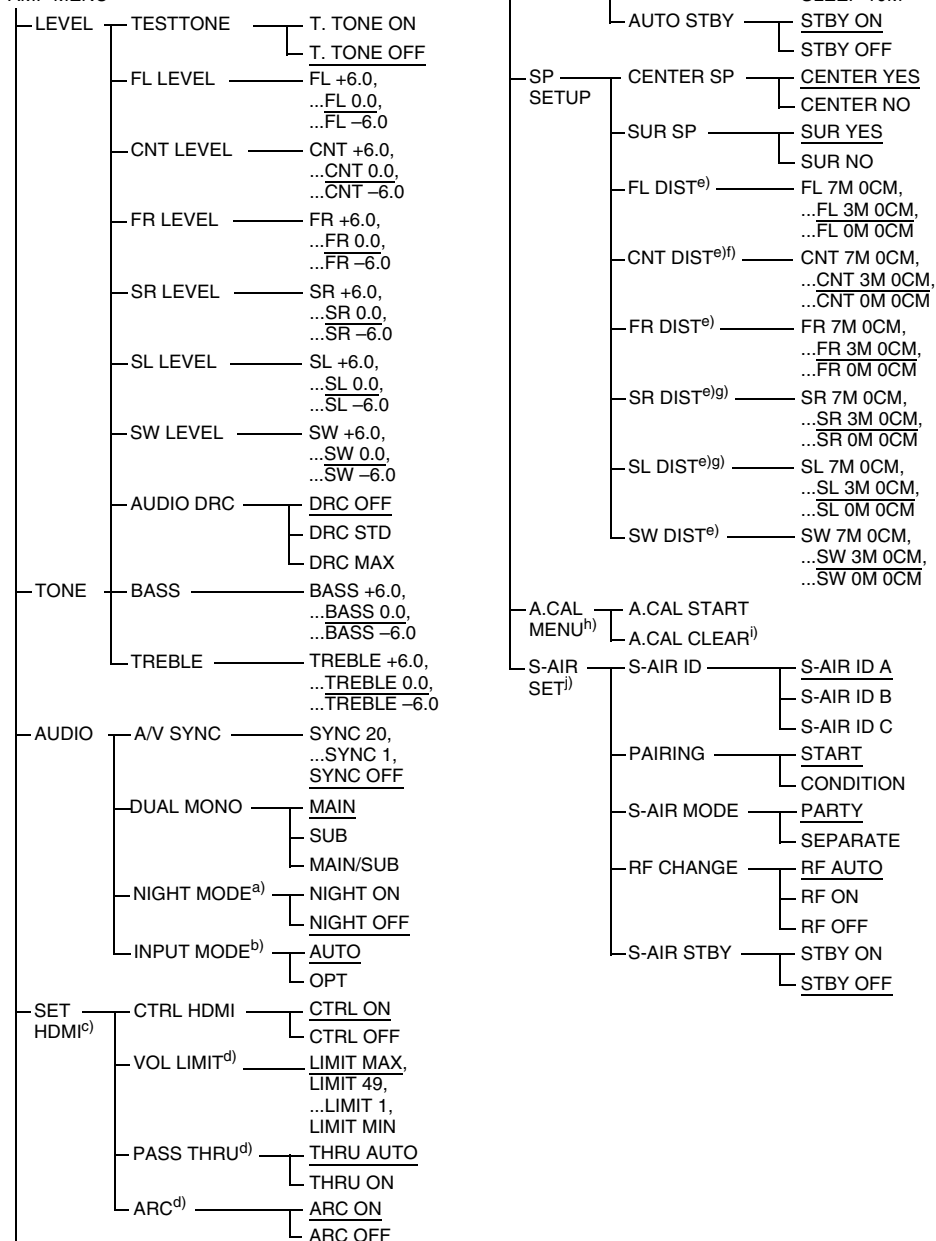 LEVEL
TESTTONE
T. TONE ON
T. TONE OFF
FL LEVEL
FL +6.0,
...FL 0.0,
...FL –6.0
CNT LEVEL
CNT +6.0,
...CNT 0.0,
...CNT –6.0
FR LEVEL
FR +6.0,
...FR 0.0,
...FR –6.0
SR LEVEL
SR +6.0,
...SR 0.0,
...SR –6.0
SL LEVEL
SL +6.0,
...SL 0.0,
...SL –6.0
SW LEVEL
SW +6.0,
...SW 0.0,
...SW –6.0
AUDIO DRC
DRC OFF
DRC STD
DRC MAX
TONE
BASS
BASS +6.0,
...BASS 0.0,
...BASS –6.0
TREBLE
TREBLE +6.0,
...TREBLE 0.0,
...TREBLE –6.0
AUDIO
A/V SYNC
SYNC 20,
...SYNC 1,
SYNC OFF
DUAL MONO
MAIN
SUB
MAIN/SUB
NIGHT MODEa)
NIGHT ON
NIGHT OFF
INPUT MODEb)
AUTO
OPT
SET
HDMIc)
CTRL HDMI
CTRL ON
CTRL OFF
VOL LIMITd)
LIMIT MAX,
LIMIT 49,
...LIMIT 1,
LIMIT MIN
PASS THRUd)
THRU AUTO
THRU ON
ARCd)
ARC ON
ARC OFF
AUTO STBY
STBY ON
STBY OFF
SP
SETUP
CENTER SP
CENTER YES
CENTER NO
SUR SP
SUR YES
SUR NO
FL DISTe)
FL 7M 0CM,
...FL 3M 0CM,
...FL 0M 0CM
CNT DISTe)f)
CNT 7M 0CM,
...CNT 3M 0CM,
...CNT 0M 0CM
FR DISTe)
FR 7M 0CM,
...FR 3M 0CM,
...FR 0M 0CM
SR DISTe)g)
SR 7M 0CM,
...SR 3M 0CM,
...SR 0M 0CM
SL DISTe)g)
SL 7M 0CM,
...SL 3M 0CM,
...SL 0M 0CM
SW DISTe)
SW 7M 0CM,
...SW 3M 0CM,
...SW 0M 0CM
A.CAL
MENUh)
A.CAL START
A.CAL CLEARi)
S-AIR
SETj)
S-AIR ID
S-AIR ID A
S-AIR ID B
S-AIR ID C
PAIRING
START
CONDITION
S-AIR MODE
PARTY
SEPARATE
RF CHANGE
RF AUTO
RF ON
RF OFF
S-AIR STBY
STBY ON
STBY OFF